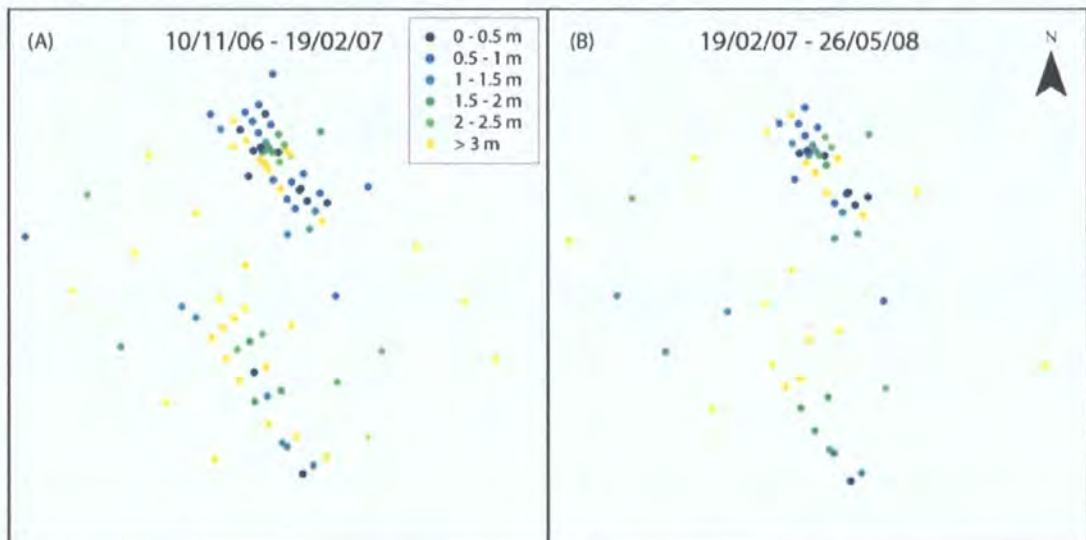 (A) 10/11/06 - 19/02/07
0 - 0.5 m
0.5 - 1 m
1 - 1.5 m
1.5 - 2 m
2 - 2.5 m
> 3 m
(B) 19/02/07 - 26/05/08
N